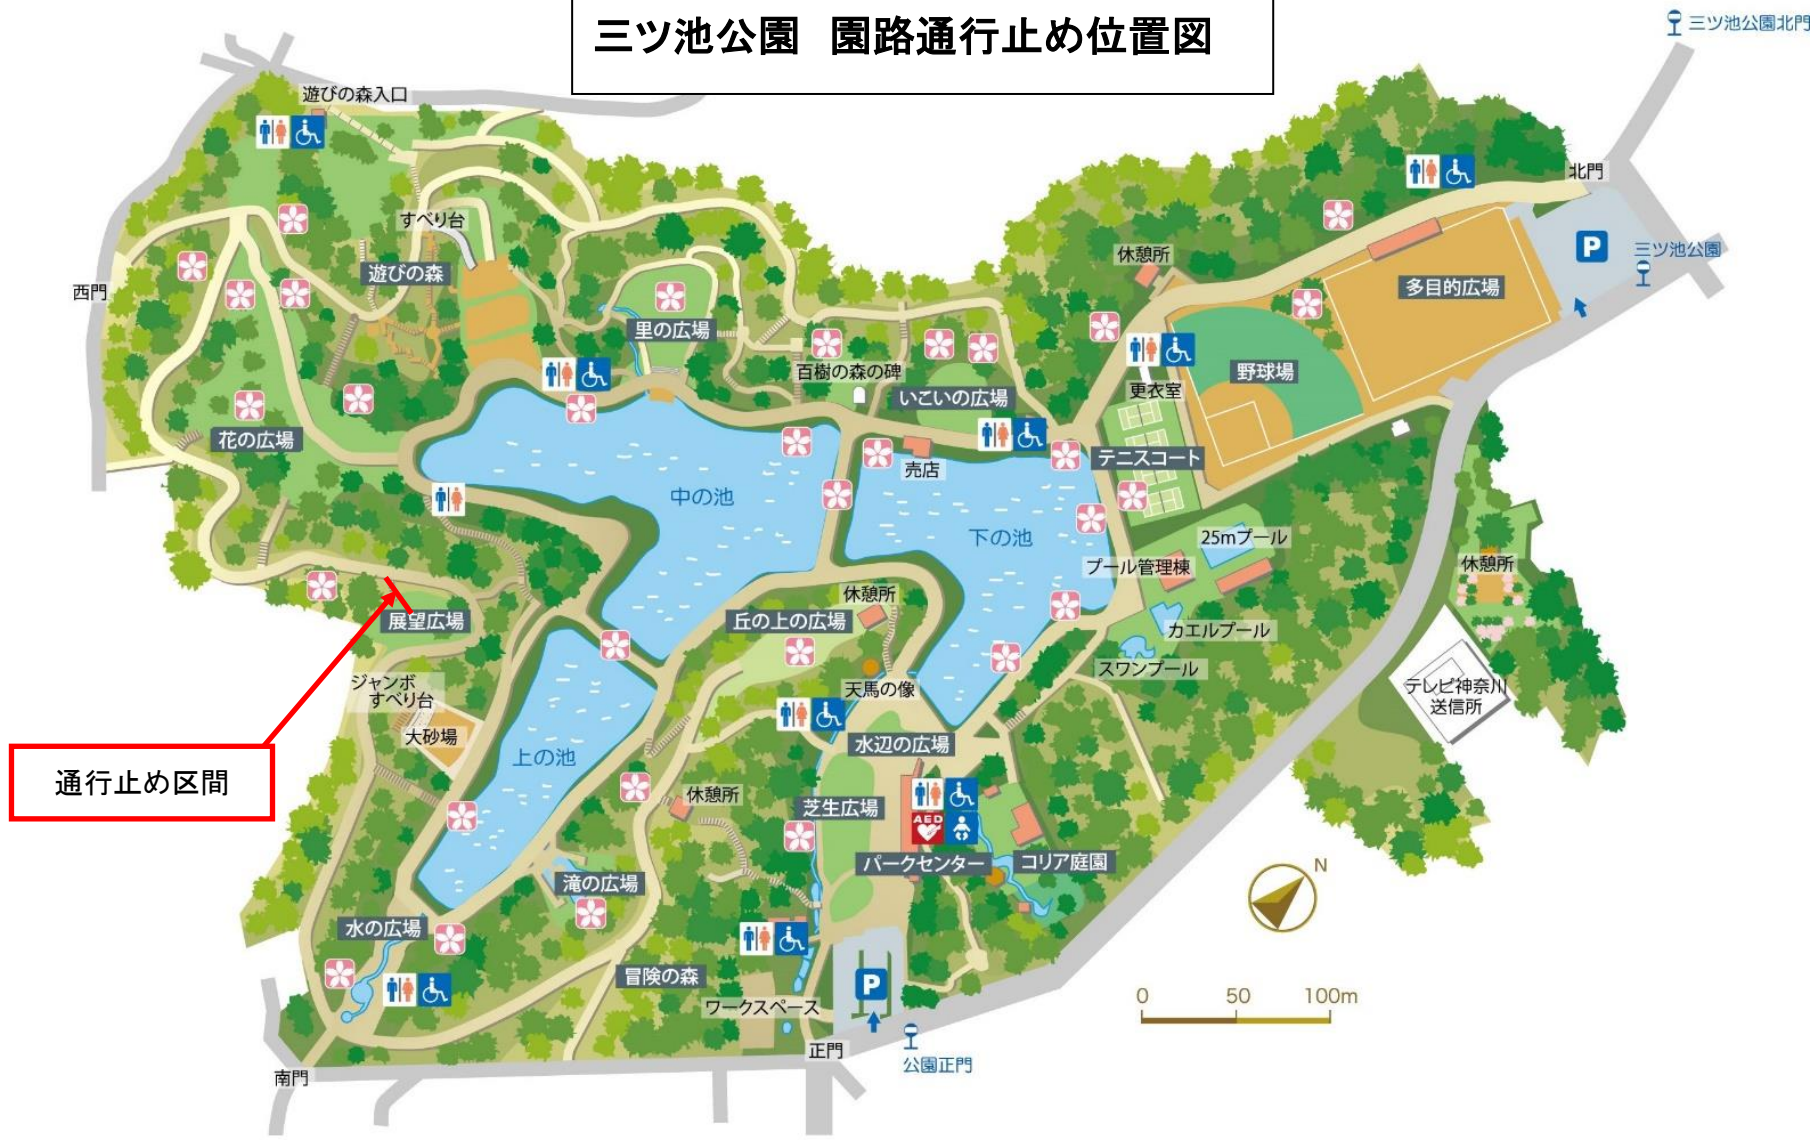 三ツ池公園　園路通行止め位置図
三ツ池公園北門
遊びの森入口
北門
P
三ツ池公園
すべり台
休憩所
遊びの森
多目的広場
西門
里の広場
百樹の森の碑
野球場
更衣室
いこいの広場
花の広場
売店
テニスコート
中の池
下の池
25mプール
プール管理棟
休憩所
休憩所
展望広場
丘の上の広場
カエルプール
スワンプール
ジャンボ
すべり台
天馬の像
テレビ神奈川
送信所
大砂場
水辺の広場
上の池
通行止め区間
休憩所
芝生広場
AED
パークセンター
コリア庭園
N
滝の広場
水の広場
冒険の森
P
ワークスペース
0 50 100m
正門
公園正門
南門